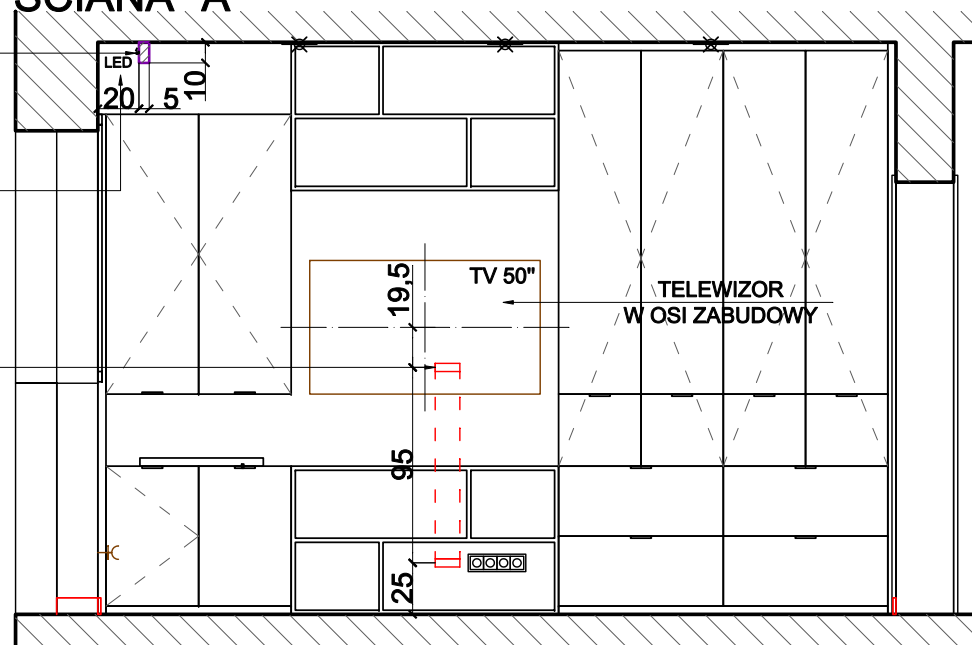 ŚCIANA "A"
LED
20
5
10
19,5
TV 50"
TELEWIZOR
W OSI ZABUDOWY
95
25